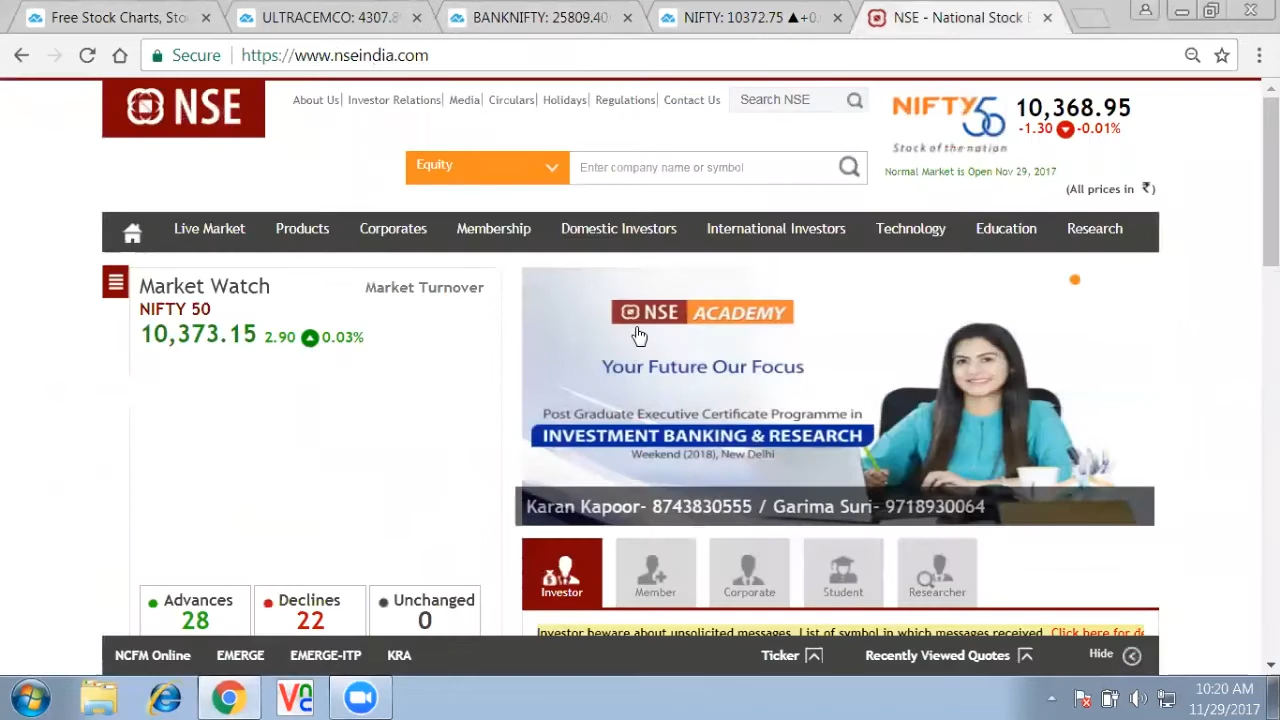 Free Stock Charts, Sto
ULTRACEMCO: 4307.8
BANKNIFTY: 25809.40
NIFTY: 10372.75 ▲+0.
NSE - National Stock E
Secure
https://www.nseindia.com
NSE
About Us| Investor Relations| Media| Circulars| Holidays| Regulations| Contact Us
Search NSE
NIFTY50
Stock of the nation
10,368.95
-1.30 -0.01%
Equity
Enter company name or symbol
Normal Market is Open Nov 29, 2017
(All prices in ₹)
Live Market Products Corporates Membership Domestic Investors International Investors Technology Education Research
Market Watch
Market Turnover
NIFTY 50
10,373.15 2.90 0.03%
NSE ACADEMY
Your Future Our Focus
Post Graduate Executive Certificate Programme in
INVESTMENT BANKING & RESEARCH
Weekend (2018), New Delhi
Karan Kapoor- 8743830555 / Garima Suri- 9718930064
Investor Member Corporate Student Researcher
Advances
28
Declines
22
Unchanged
0
Investor beware about unsolicited messages. List of symbol in which messages received. Click here for de
NCFM Online EMERGE EMERGE-ITP KRA Ticker Recently Viewed Quotes Hide
10:20 AM
11/29/2017